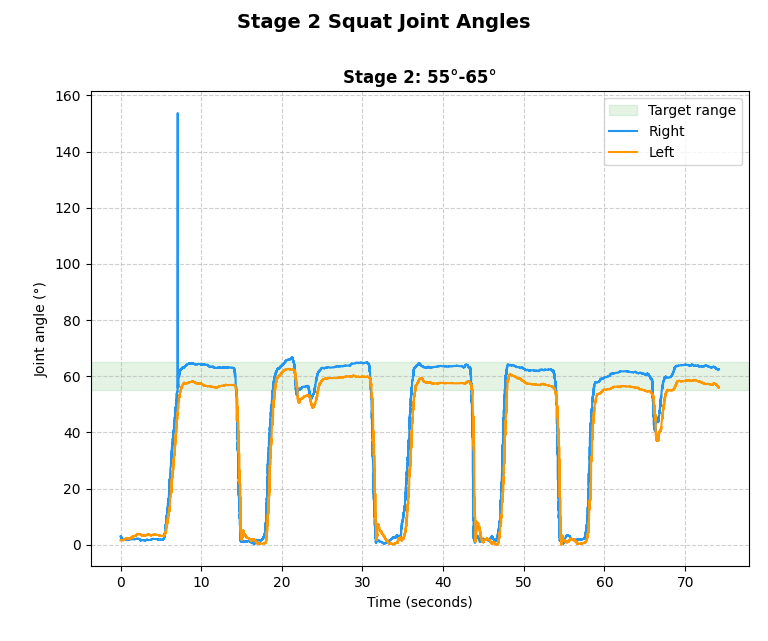 Stage 2 Squat Joint Angles
Stage 2: 55°-65°
Target range
Right
Left
Joint angle (°)
160
140
120
100
80
60
40
20
0
0 10 20 30 40 50 60 70
Time (seconds)